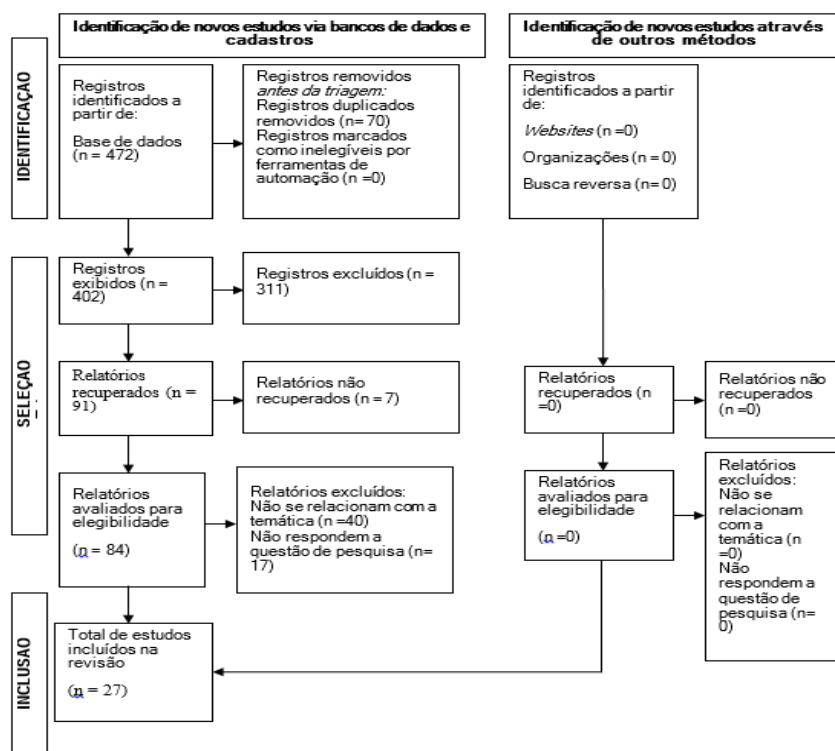 Identificação de novos estudos via bancos de dados e
cadastros
Identificação de novos estudos através
de outros métodos
IDENTIFICAÇÃO
Registros
identificados a
partir de:
Base de dados
(n = 472)
Registros removidos
antes da triagem:
Registros duplicados
removidos (n= 70)
Registros marcados
como inelegíveis por
ferramentas de
automação (n =0)
Registros
identificados a partir
de:
Websites (n =0)
Organizações (n = 0)
Busca reversa (n= 0)
SELEÇÃO
Registros
exibidos (n =
402)
Registros excluídos (n =
311)
Relatórios
recuperados (n =
91)
Relatórios não
recuperados (n = 7)
Relatórios
recuperados (n
=0)
Relatórios não
recuperados (n
=0)
Relatórios
avaliados para
elegibilidade
(n = 84)
Relatórios excluídos:
Não se relacionam com a
temática (n =40)
Não respondem a
questão de pesquisa (n=
17)
Relatórios
avaliados para
elegibilidade
(n =0)
Relatórios
excluídos:
Não se
relacionam
com a
temática (n
=0)
Não
respondem a
questão de
pesquisa (n=
0)
INCLUSAO
Total de estudos
incluídos na
revisão
(n = 27)